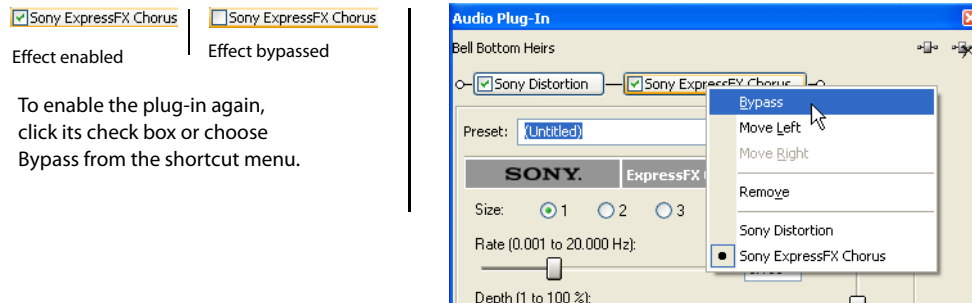 Sony ExpressFX Chorus
Sony ExpressFX Chorus
Effect enabled
Effect bypassed
To enable the plug-in again,
click its check box or choose
Bypass from the shortcut menu.
Audio Plug-In
Bell Bottom Heirs
Sony Distortion
Sony ExpressFX Chorus
Bypass
Move Left
Move Right
Remove
Sony Distortion
Sony ExpressFX Chorus
Preset: (Untitled)
SONY. ExpressFX
Size: 1 2 3
Rate (0.001 to 20.000 Hz):
Depth (1 to 100 %):